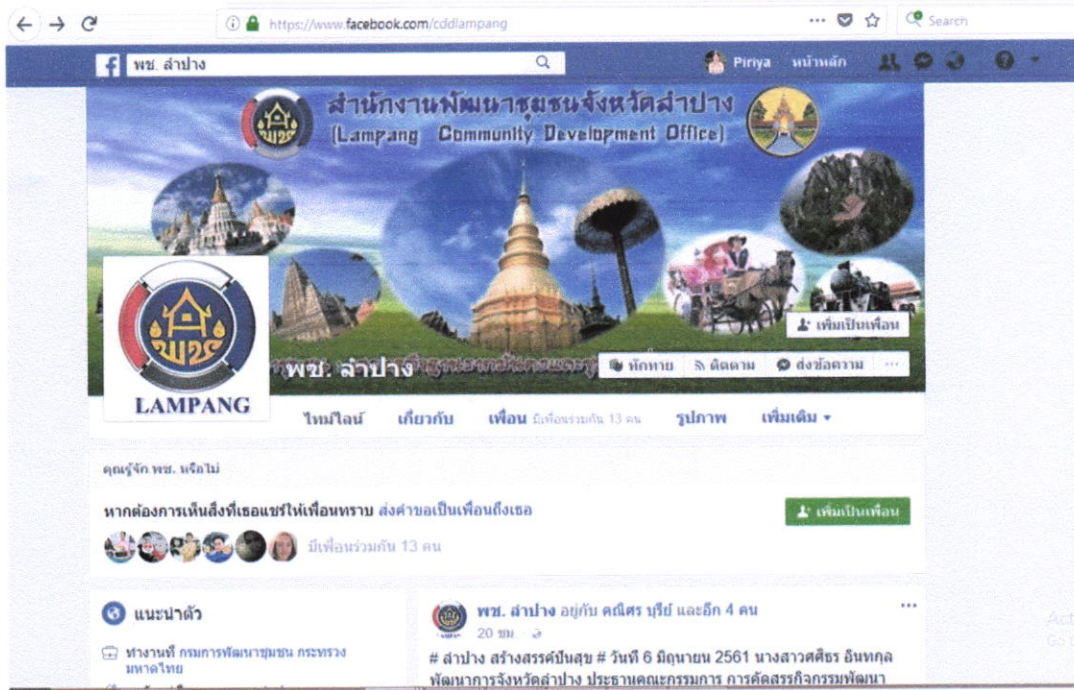 https://www.facebook.com/cddlampang
Search
พช. ลำปาง
Piriya หน้าหลัก
สำนักงานพัฒนาชุมชนจังหวัดลำปาง
(Lampang Community Development Office)
พช.
LAMPANG
เพิ่มเป็นเพื่อน
พช. ลำปาง
ทักทาย ติดตาม ส่งข้อความ ...
ไทม์ไลน์ เกี่ยวกับ เพื่อน มีเพื่อนร่วมกัน 13 คน รูปภาพ เพิ่มเติม
คุณรู้จัก พช. หรือไม่
หากต้องการเห็นสิ่งที่เธอแชร์ให้เพื่อนทราบ ส่งคำขอเป็นเพื่อนถึงเธอ
เพิ่มเป็นเพื่อน
มีเพื่อนร่วมกัน 13 คน
แนะนำตัว
ทำงานที่ กรมการพัฒนาชุมชน กระทรวง
มหาดไทย
พช. ลำปาง อยู่กับ คณิศร บุรีย์ และอีก 4 คน
20 ชม.
# ลำปาง สร้างสรรค์ปันสุข # วันที่ 6 มิถุนายน 2561 นางสาวศศิธร อินทกุล
พัฒนาการจังหวัดลำปาง ประธานคณะกรรมการ การคัดสรรกิจกรรมพัฒนา